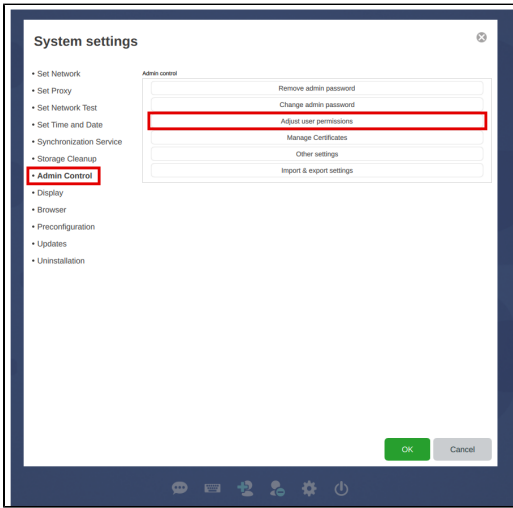 System settings
• Set Network
• Set Proxy
• Set Network Test
• Set Time and Date
• Synchronization Service
• Storage Cleanup
• Admin Control
• Display
• Browser
• Preconfiguration
• Updates
• Uninstallation
Admin control
Remove admin password
Change admin password
Adjust user permissions
Manage Certificates
Other settings
Import & export settings
OK
Cancel